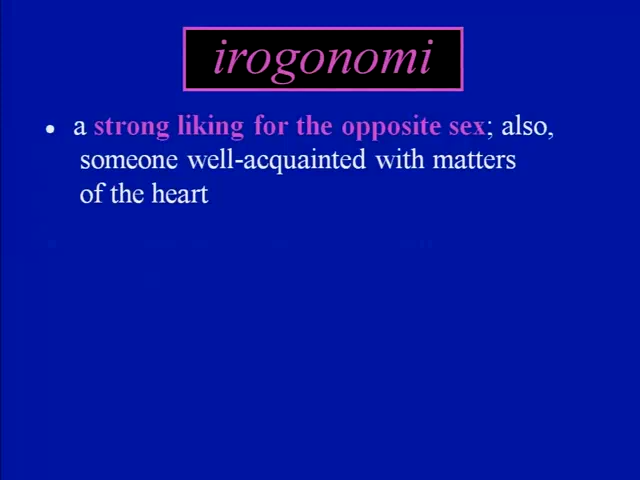 irogonomi
• a strong liking for the opposite sex; also,
someone well-acquainted with matters
of the heart